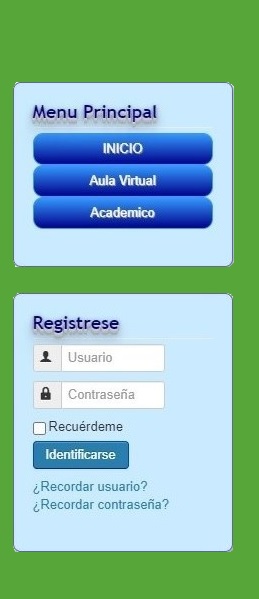 Menu Principal
INICIO
Aula Virtual
Academico
Registrese
Usuario
Contraseña
Recuérdeme
Identificarse
¿Recordar usuario?
¿Recordar contraseña?